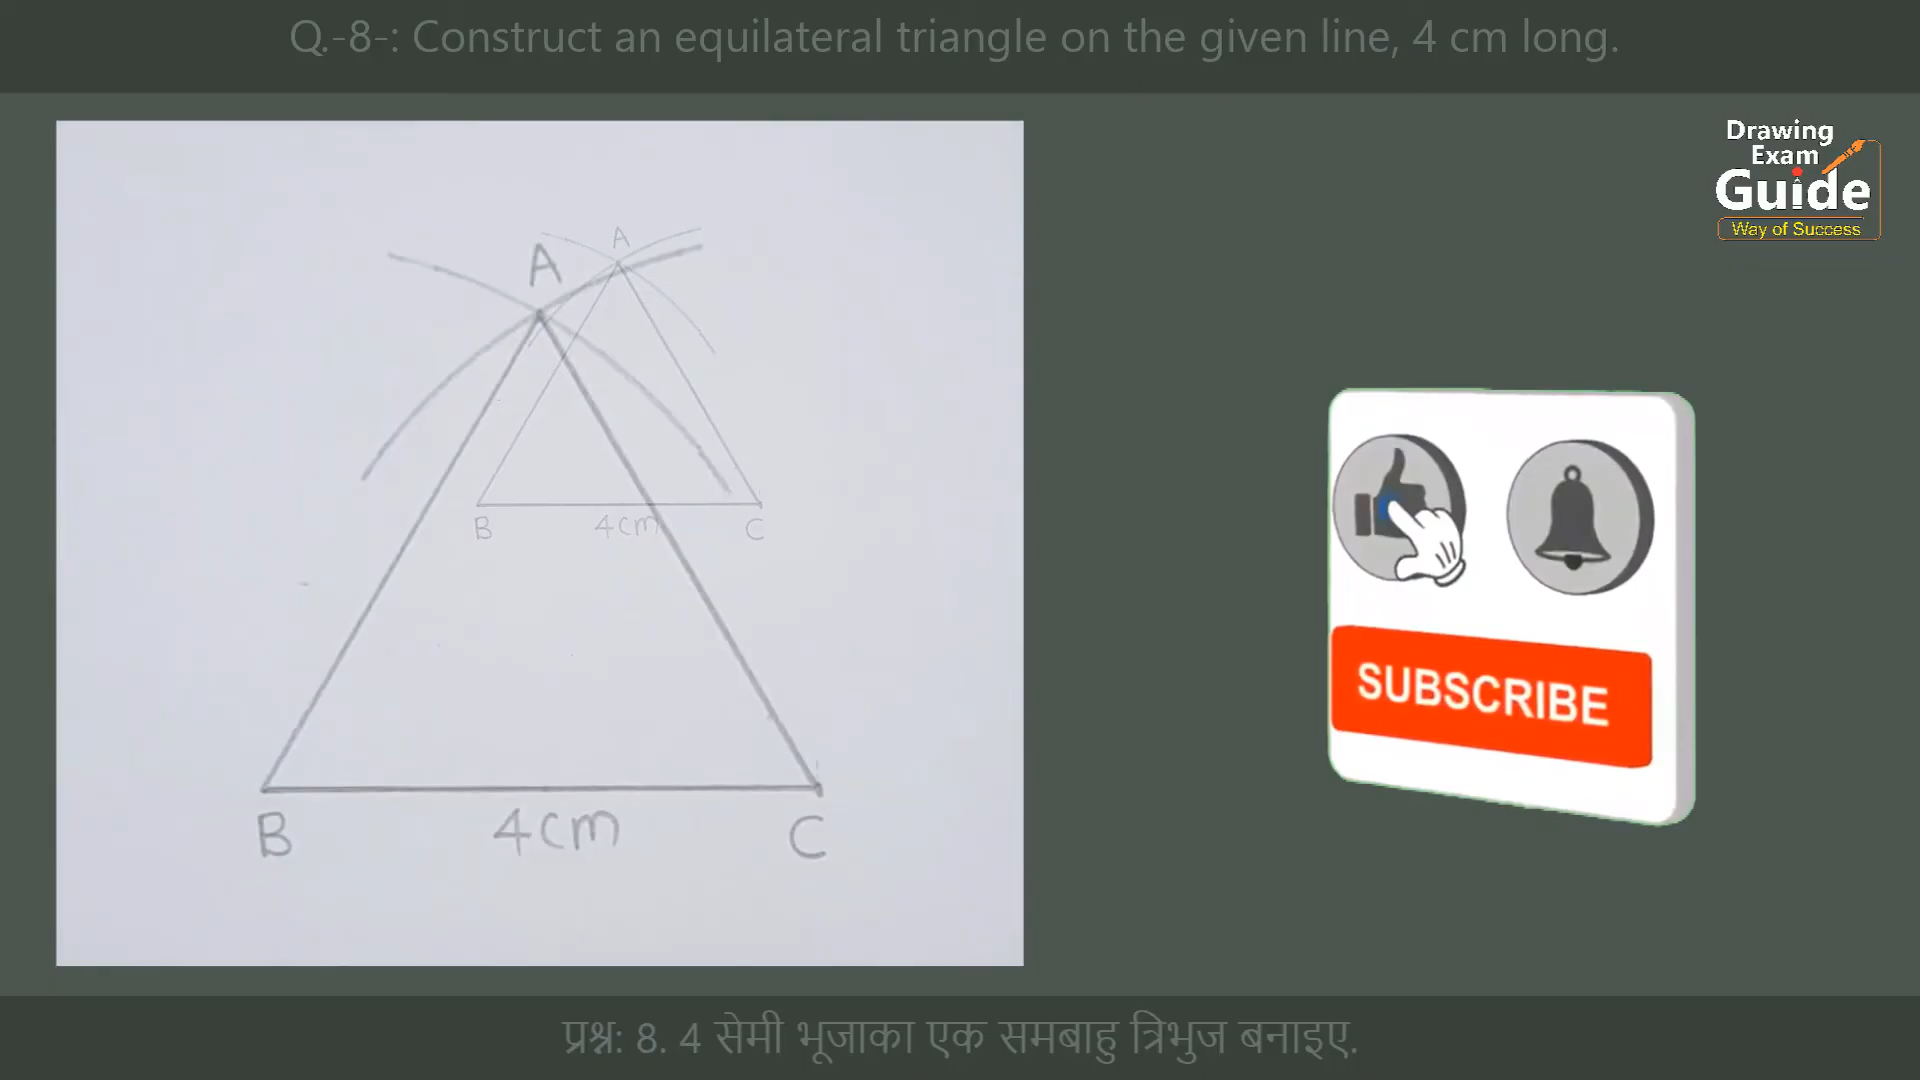 Q.-8-: Construct an equilateral triangle on the given line, 4 cm long.
Drawing
Exam
Guide
Way of Success
A
A
B
4cm
C
B
4cm
C
SUBSCRIBE
प्रश्न: 8. 4 सेमी भूजाका एक समबाहु त्रिभुज बनाइए.